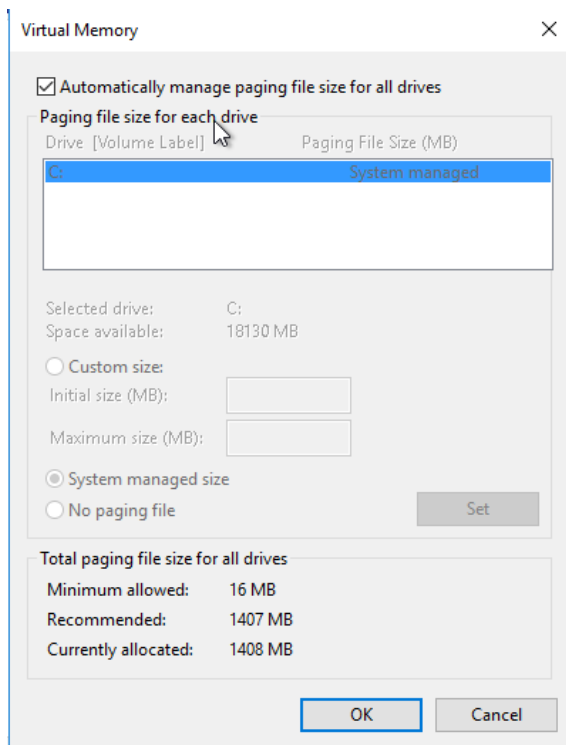 Virtual Memory
Automatically manage paging file size for all drives
Paging file size for each drive
Drive [Volume Label] Paging File Size (MB)
C: System managed
Selected drive: C:
Space available: 18130 MB
Custom size:
Initial size (MB):
Maximum size (MB):
System managed size
No paging file Set
Total paging file size for all drives
Minimum allowed: 16 MB
Recommended: 1407 MB
Currently allocated: 1408 MB
OK Cancel